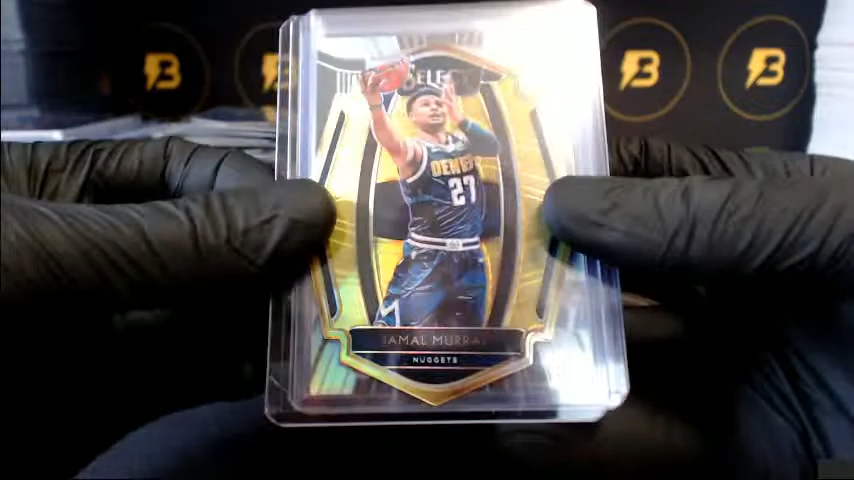 B
B
B
B
SELECT
DENVER
27
JAMAL MURRAY
NUGGETS